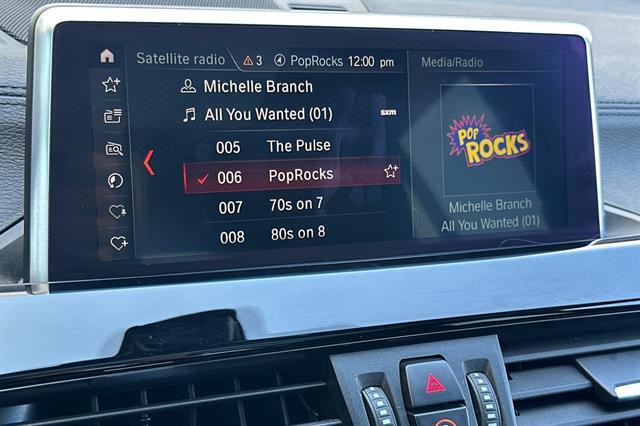 Satellite radio 3 4 PopRocks 12:00 pm Media/Radio
Michelle Branch
All You Wanted (01) sxm
005 The Pulse
006 PopRocks
007 70s on 7
008 80s on 8
POP
ROCKS
Michelle Branch
All You Wanted (01)